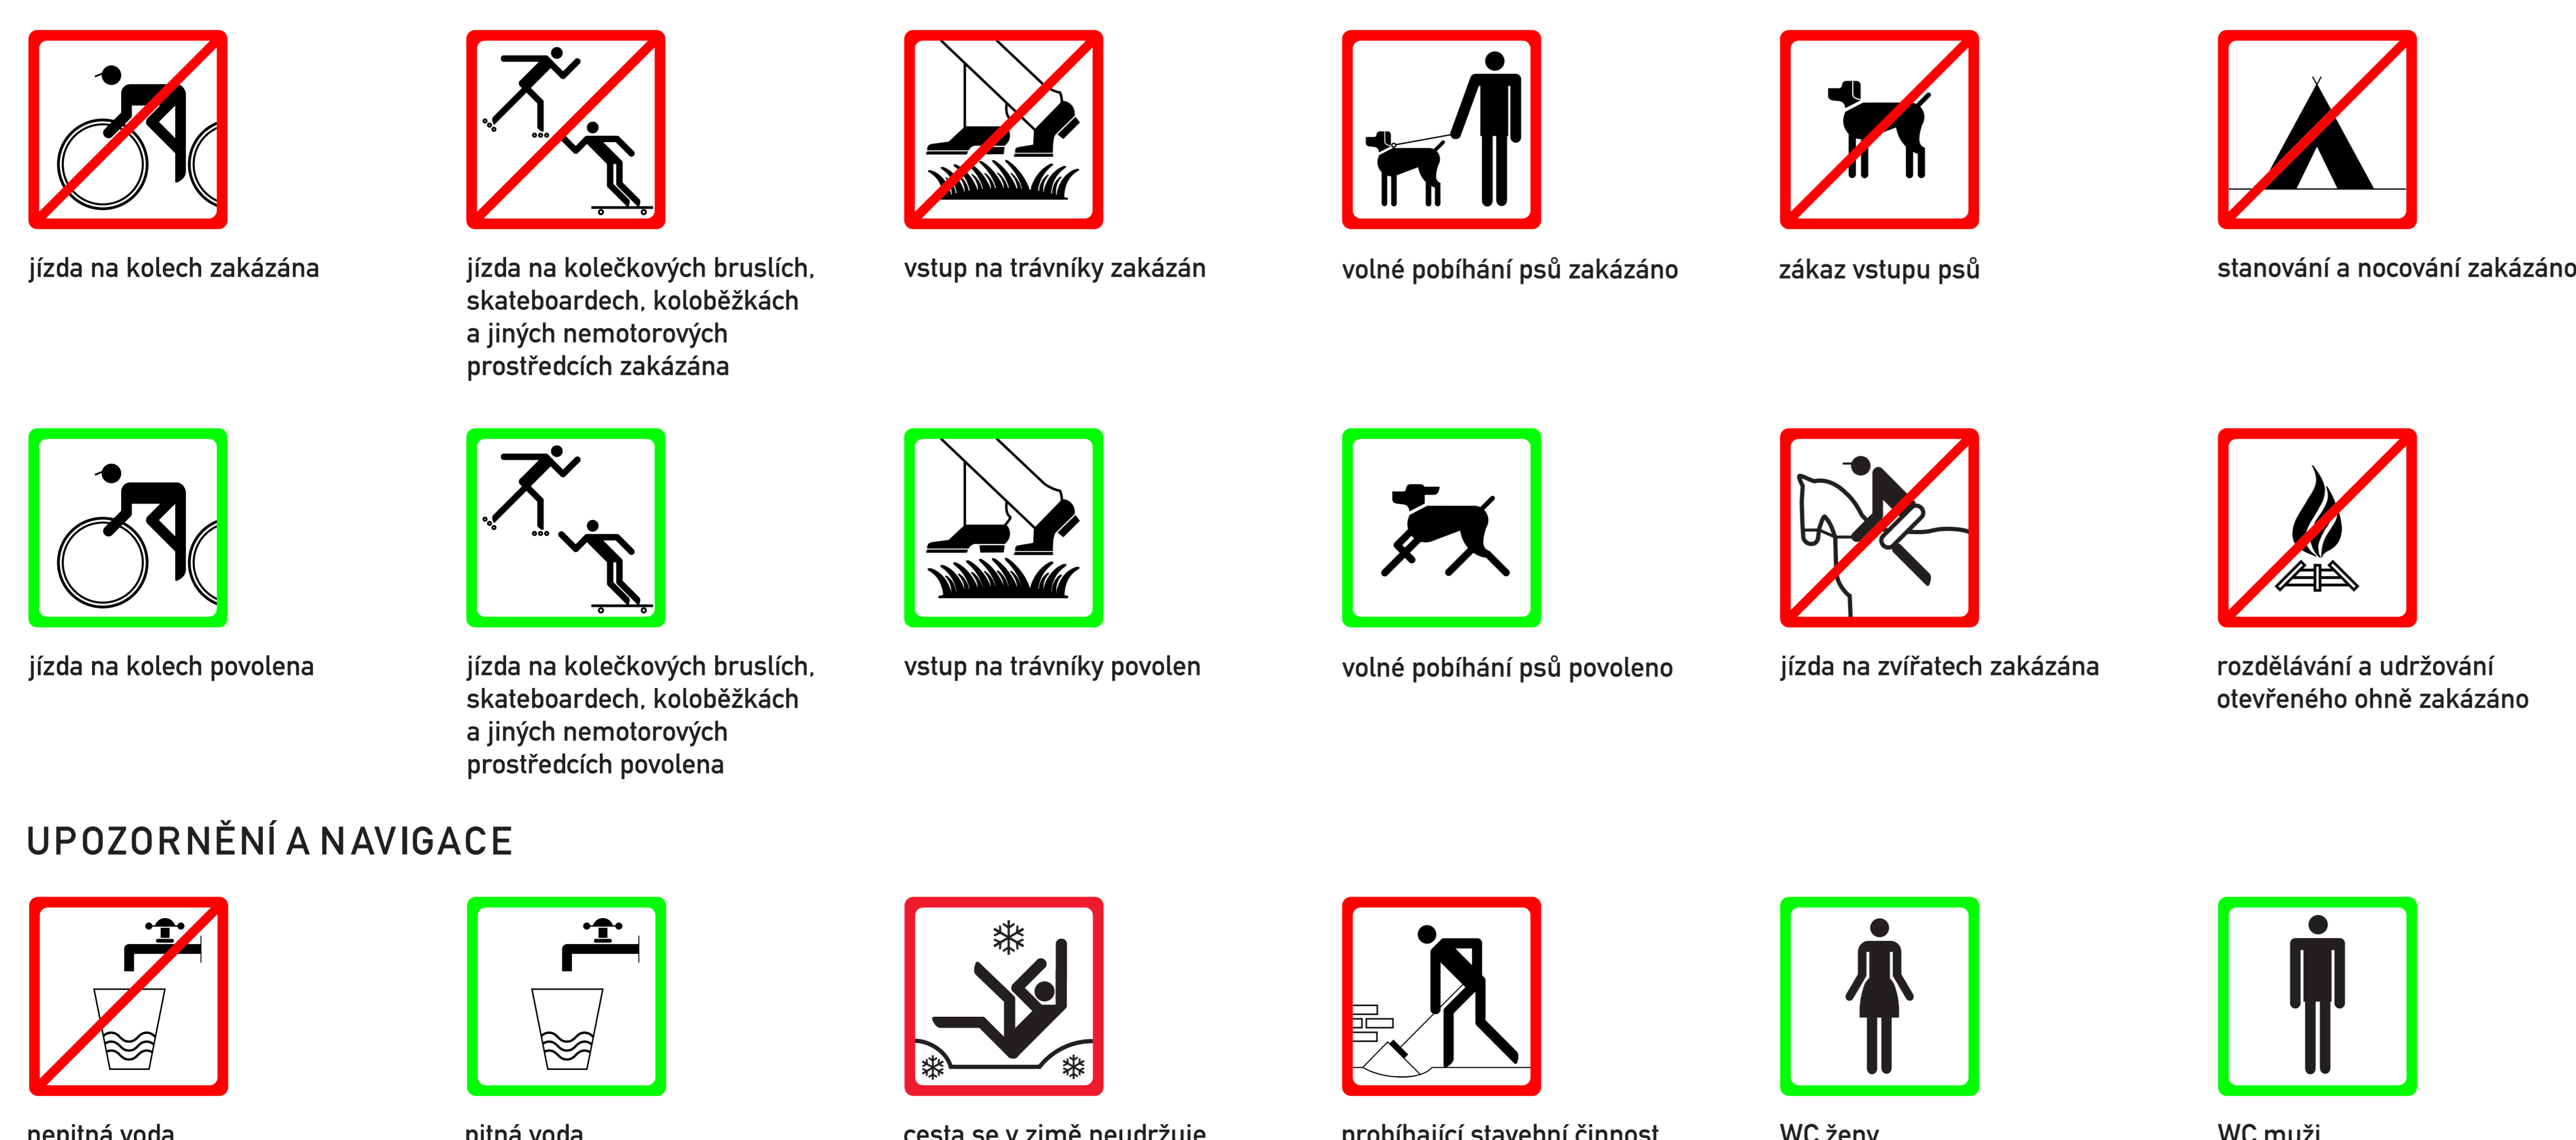 jízda na kolech zakázána
jízda na kolečkových bruslích,
skateboardech, koloběžkách
a jiných nemotorových
prostředcích zakázána
vstup na trávníky zakázán
volné pobíhání psů zakázáno
zákaz vstupu psů
stanování a nocování zakázáno
jízda na kolech povolena
jízda na kolečkových bruslích,
skateboardech, koloběžkách
a jiných nemotorových
prostředcích povolena
vstup na trávníky povolen
volné pobíhání psů povoleno
jízda na zvířatech zakázána
rozdělávání a udržování
otevřeného ohně zakázáno
UPOZORNĚNÍ A NAVIGACE
nepitná voda
pitná voda
cesta se v zimě neudržuje
probíhající stavební činnost
WC ženy
WC muži